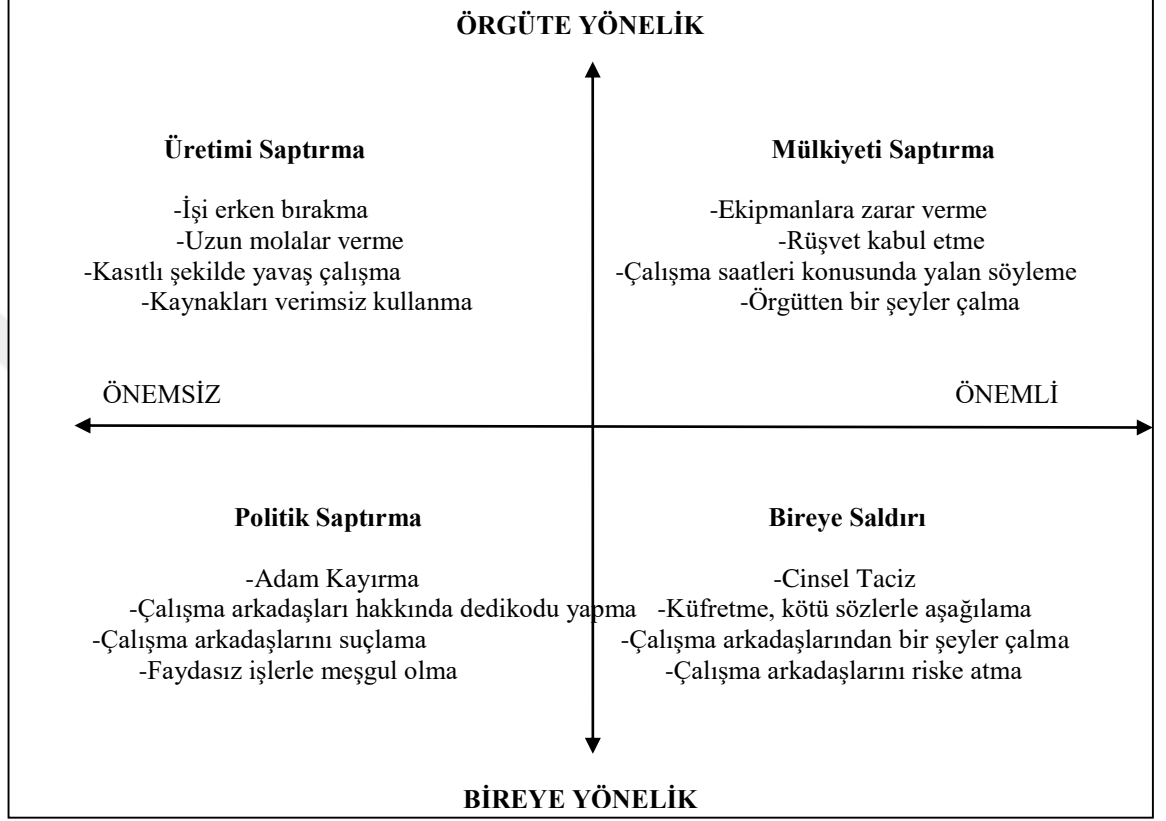 ÖRGÜTE YÖNELİK
Üretimi Saptırma
-İşi erken bırakma
-Uzun molalar verme
-Kasıtlı şekilde yavaş çalışma
-Kaynakları verimsiz kullanma
Mülkiyeti Saptırma
-Ekipmanlara zarar verme
-Rüşvet kabul etme
-Çalışma saatleri konusunda yalan söyleme
-Örgütten bir şeyler çalma
ÖNEMSİZ
ÖNEMLİ
Politik Saptırma
-Adam Kayırma
-Çalışma arkadaşları hakkında dedikodu yapma
-Çalışma arkadaşlarını suçlama
-Faydasız işlerle meşgul olma
Bireye Saldırı
-Cinsel Taciz
-Küfretme, kötü sözlerle aşağılama
-Çalışma arkadaşlarından bir şeyler çalma
-Çalışma arkadaşlarını riske atma
BİREYE YÖNELİK